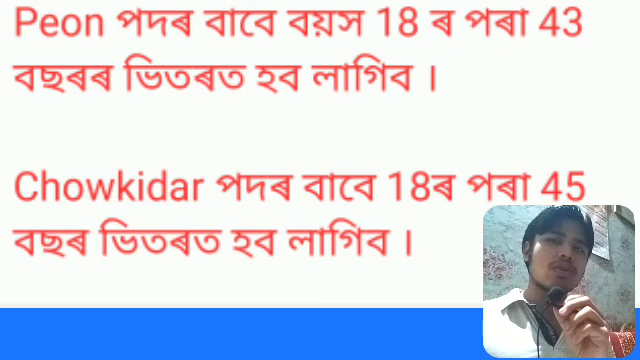 Peon পদৰ বাবে বয়স 18 ৰ পৰা 43
বছৰৰ ভিতৰত হব লাগিব ।
Chowkidar পদৰ বাবে 18ৰ পৰা 45
বছৰ ভিতৰত হব লাগিব ।